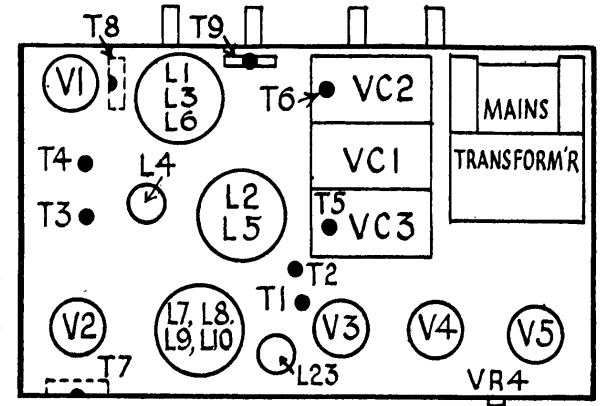 T8
T9
V1
L1
L3
L6
T6
VC2
MAINS
TRANSFORM'R
T4
L4
VC1
T3
L2
L5
T5
VC3
T2
T1
V2
L7, L8.
L9, L10
V3
V4
V5
T7
L23
VR4